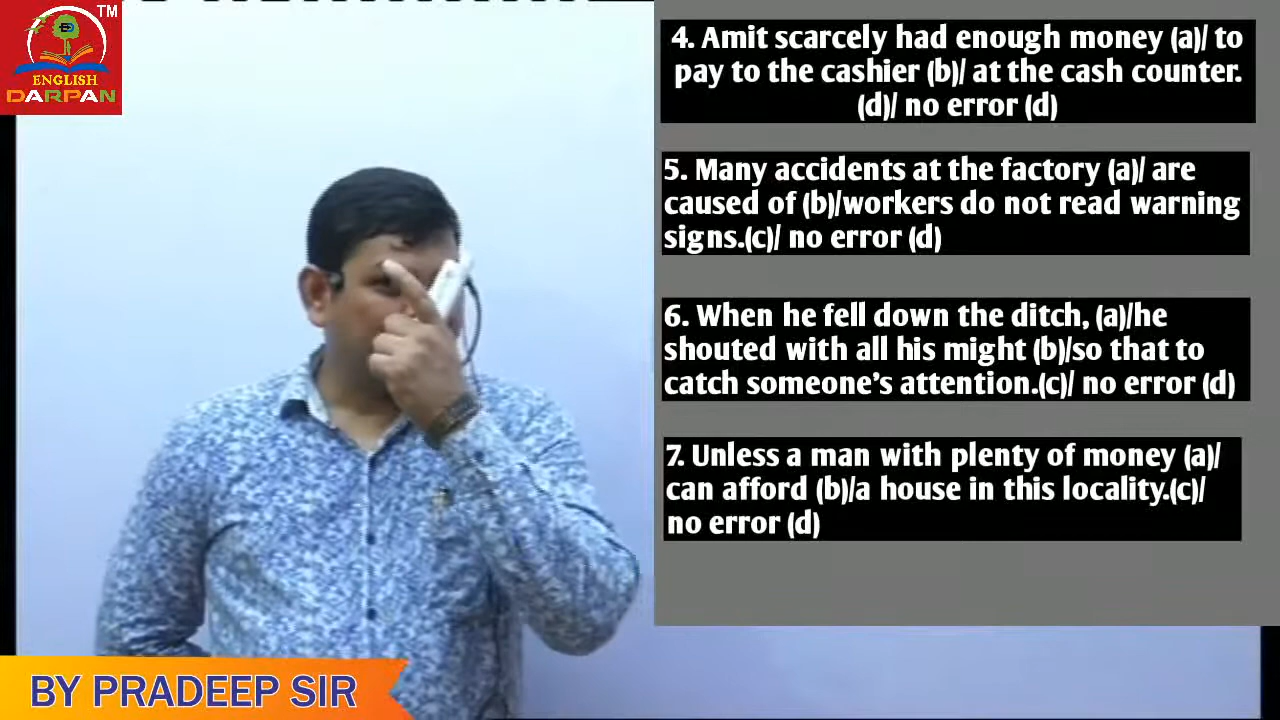 TM
ENGLISH
DARPAN
4. Amit scarcely had enough money (a)/ to
pay to the cashier (b)/ at the cash counter.
(d)/ no error (d)
5. Many accidents at the factory (a)/ are
caused of (b)/workers do not read warning
signs.(c)/ no error (d)
6. When he fell down the ditch, (a)/he
shouted with all his might (b)/so that to
catch someone’s attention.(c)/ no error (d)
7. Unless a man with plenty of money (a)/
can afford (b)/a house in this locality.(c)/
no error (d)
BY PRADEEP SIR